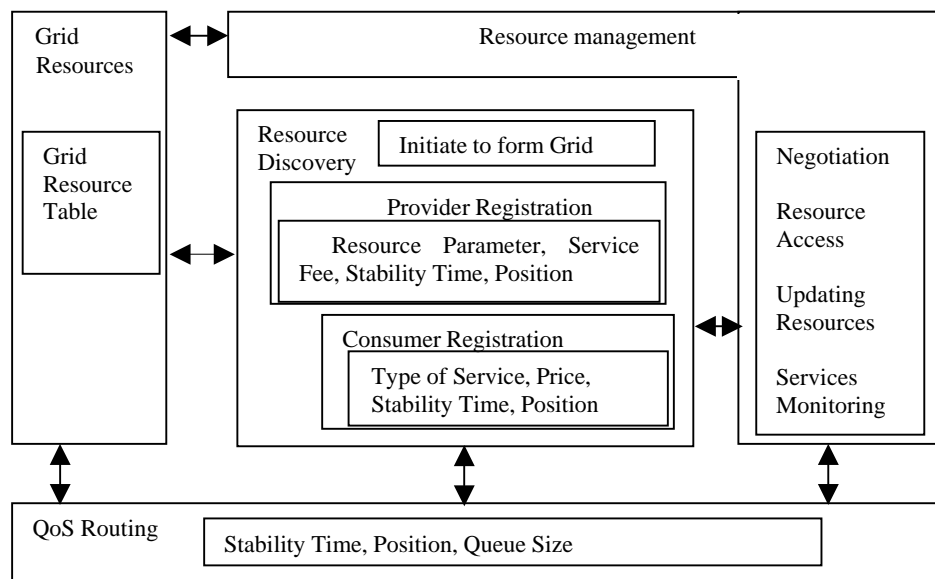 Grid
Resources
Resource management
Grid
Resource
Table
Resource
Discovery
Initiate to form Grid
Provider Registration
Resource Parameter, Service
Fee, Stability Time, Position
Consumer Registration
Type of Service, Price,
Stability Time, Position
Negotiation
Resource
Access
Updating
Resources
Services
Monitoring
QoS Routing
Stability Time, Position, Queue Size